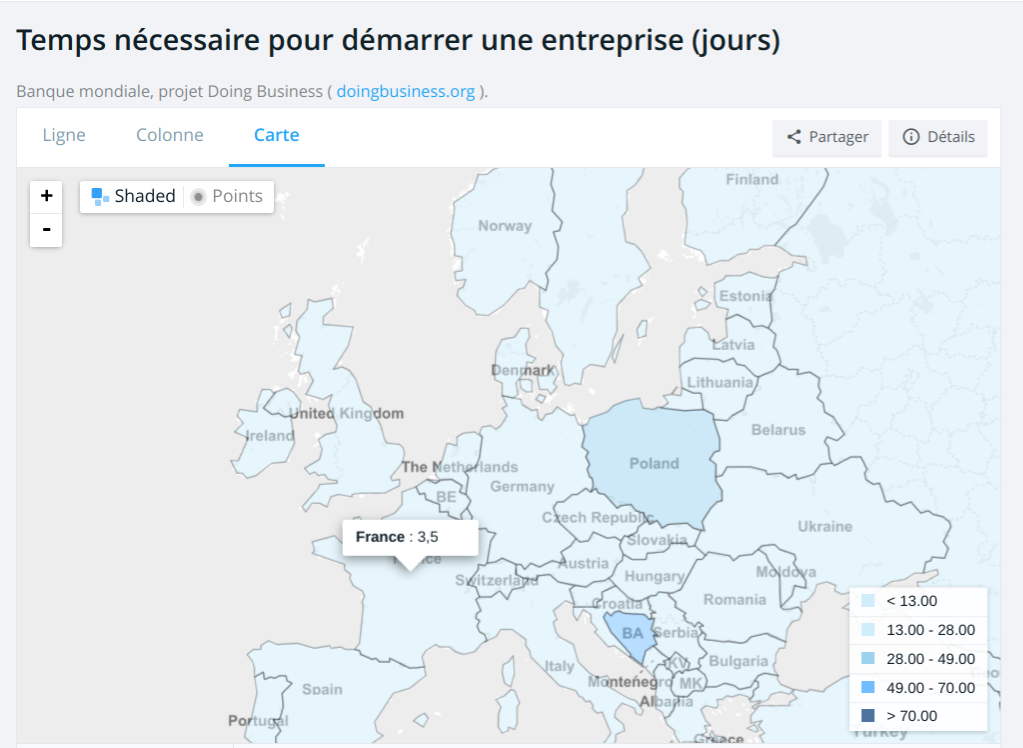 Temps nécessaire pour démarrer une entreprise (jours)
Banque mondiale, projet Doing Business ( doingbusiness.org ).
Ligne Colonne Carte Partager Détails
+ Shaded Points
-
Finland
Norway
Estonia
Latvia
Denmark
Lithuania
United Kingdom
Belarus
Ireland
Poland
The Netherlands
Germany
BE
Czech Republic
Ukraine
France : 3,5
Slovakia
Austria
Switzerland
Moldova
Hungary
Romania
Croatia
BA Serbia
Italy
KV Bulgaria
Montenegro MK
Spain
Albania
Portugal
Turkey
Greece
< 13.00
13.00 - 28.00
28.00 - 49.00
49.00 - 70.00
> 70.00